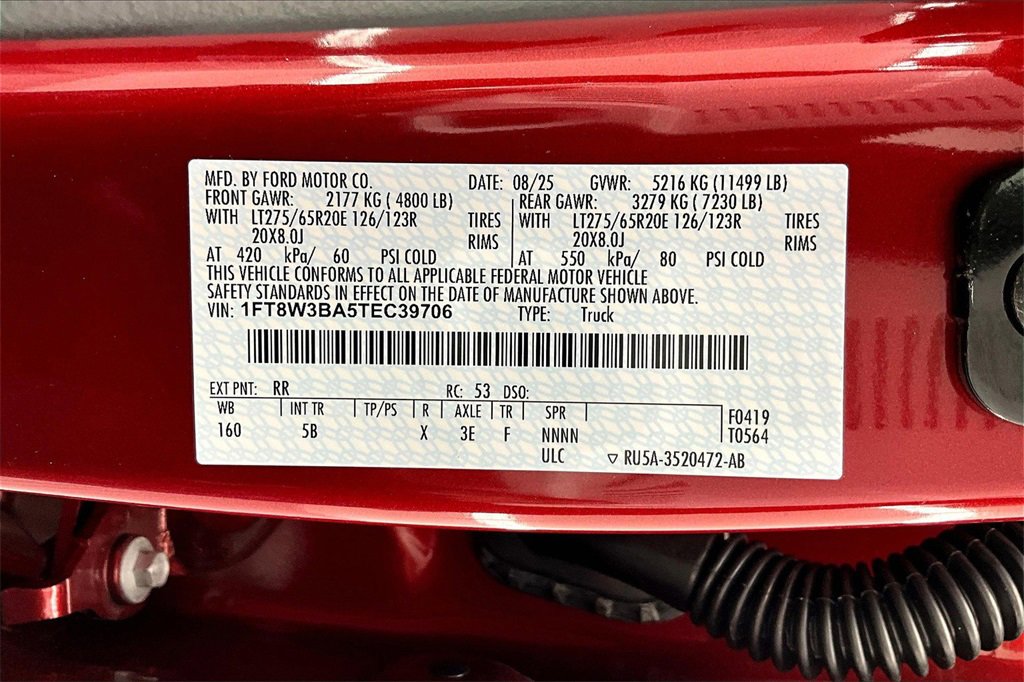 MFD. BY FORD MOTOR CO. DATE: 08/25 GVWR: 5216 KG (11499 LB)
FRONT GAWR: 2177 KG ( 4800 LB) REAR GAWR: 3279 KG ( 7230 LB)
WITH LT275/65R20E 126/123R TIRES WITH LT275/65R20E 126/123R TIRES
20X8.0J RIMS 20X8.0J RIMS
AT 420 kPa/ 60 PSI COLD AT 550 kPa/ 80 PSI COLD
THIS VEHICLE CONFORMS TO ALL APPLICABLE FEDERAL MOTOR VEHICLE
SAFETY STANDARDS IN EFFECT ON THE DATE OF MANUFACTURE SHOWN ABOVE.
VIN: 1FT8W3BA5TEC39706 TYPE: Truck
EXT PNT: RR RC: 53 DSO:
WB INT TR TP/PS R AXLE TR SPR F0419
160 5B X 3E F NNNN T0564
ULC RU5A-3520472-AB